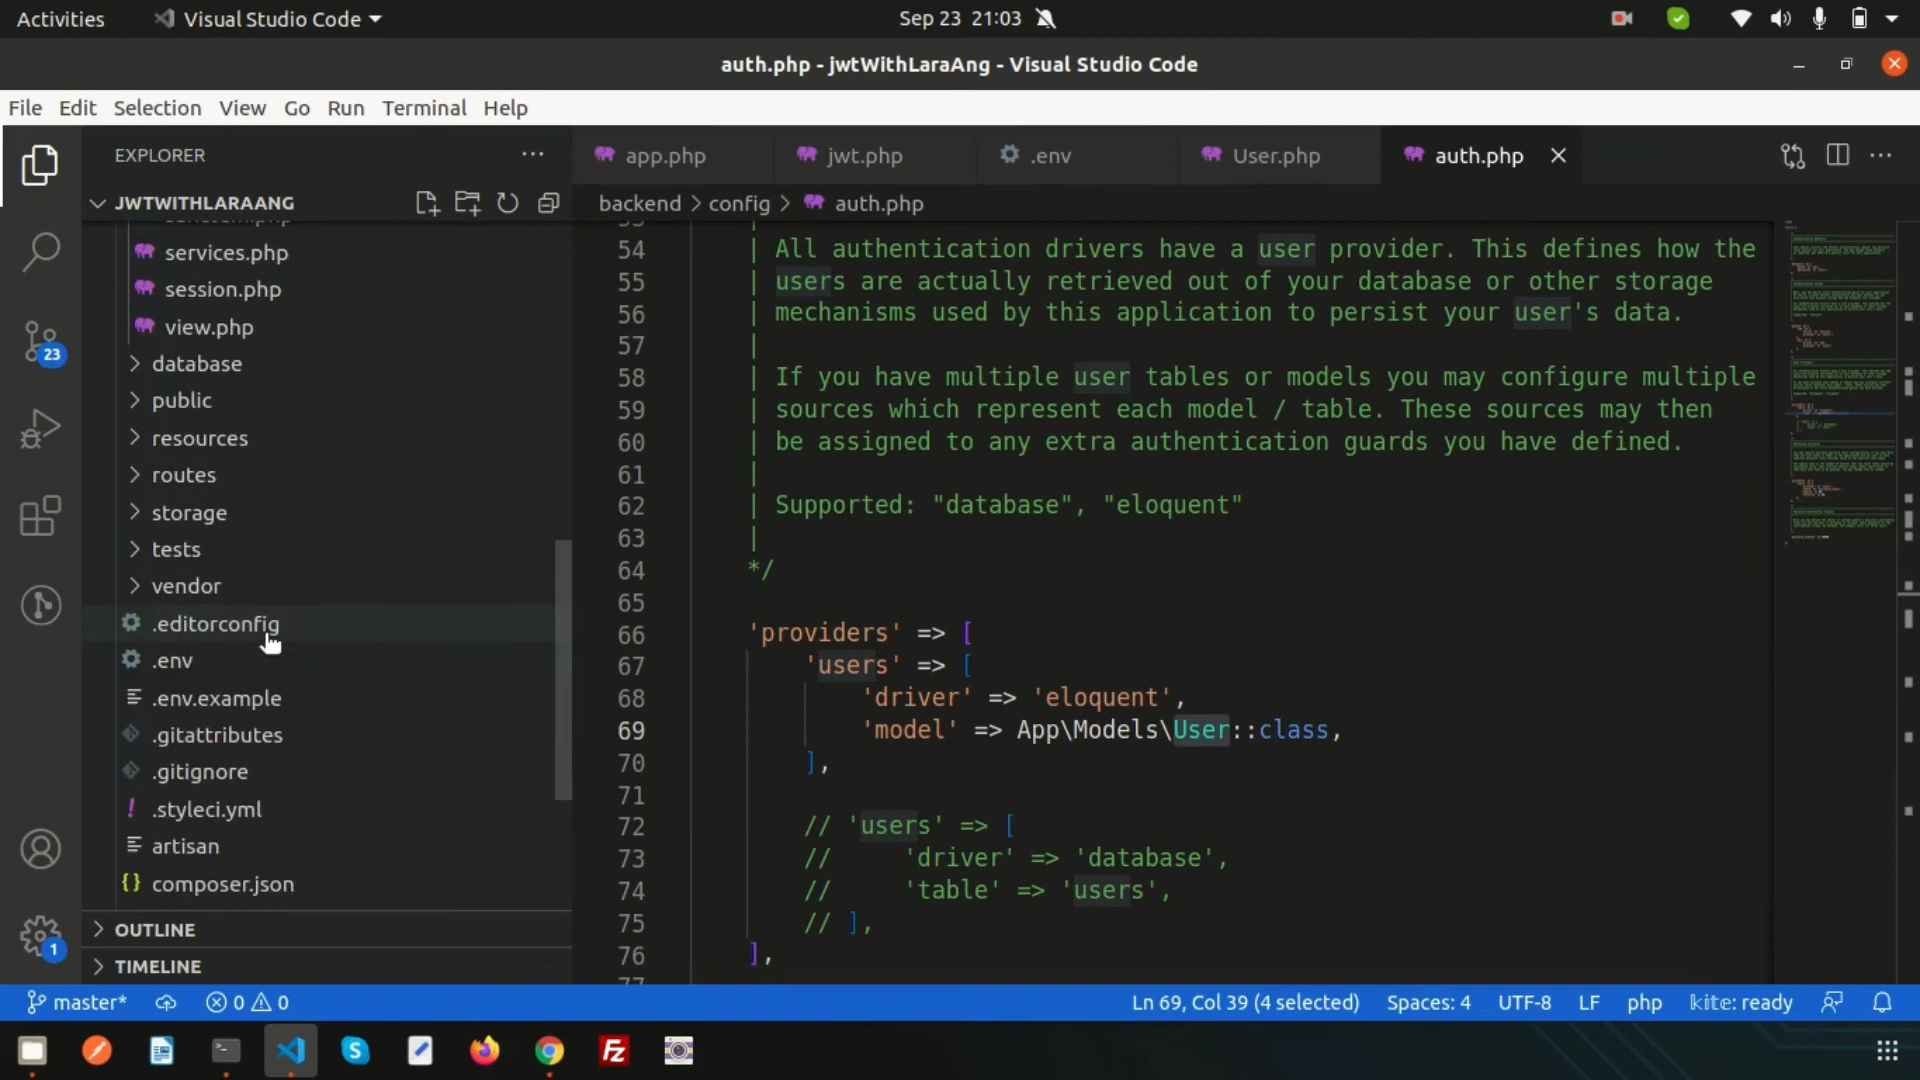 Activities
Visual Studio Code
Sep 23 21:03
auth.php - jwtWithLaraAng - Visual Studio Code
File Edit Selection View Go Run Terminal Help
EXPLORER
JWTWITHLARAANG
services.php
session.php
view.php
database
public
resources
routes
storage
tests
vendor
.editorconfig
.env
.env.example
.gitattributes
.gitignore
.styleci.yml
artisan
composer.json
OUTLINE
TIMELINE
23
1
app.php
jwt.php
.env
User.php
auth.php
backend > config > auth.php
54 | All authentication drivers have a user provider. This defines how the
55 | users are actually retrieved out of your database or other storage
56 | mechanisms used by this application to persist your user's data.
57 |
58 | If you have multiple user tables or models you may configure multiple
59 | sources which represent each model / table. These sources may then
60 | be assigned to any extra authentication guards you have defined.
61 |
62 | Supported: "database", "eloquent"
63 |
64 */
65
66 'providers' => [
67 'users' => [
68 'driver' => 'eloquent',
69 'model' => App\Models\User::class,
70 ],
71
72 // 'users' => [
73 // 'driver' => 'database',
74 // 'table' => 'users',
75 // ],
76 ],
master*
0 0
Ln 69, Col 39 (4 selected)
Spaces: 4
UTF-8
LF
php
kite: ready